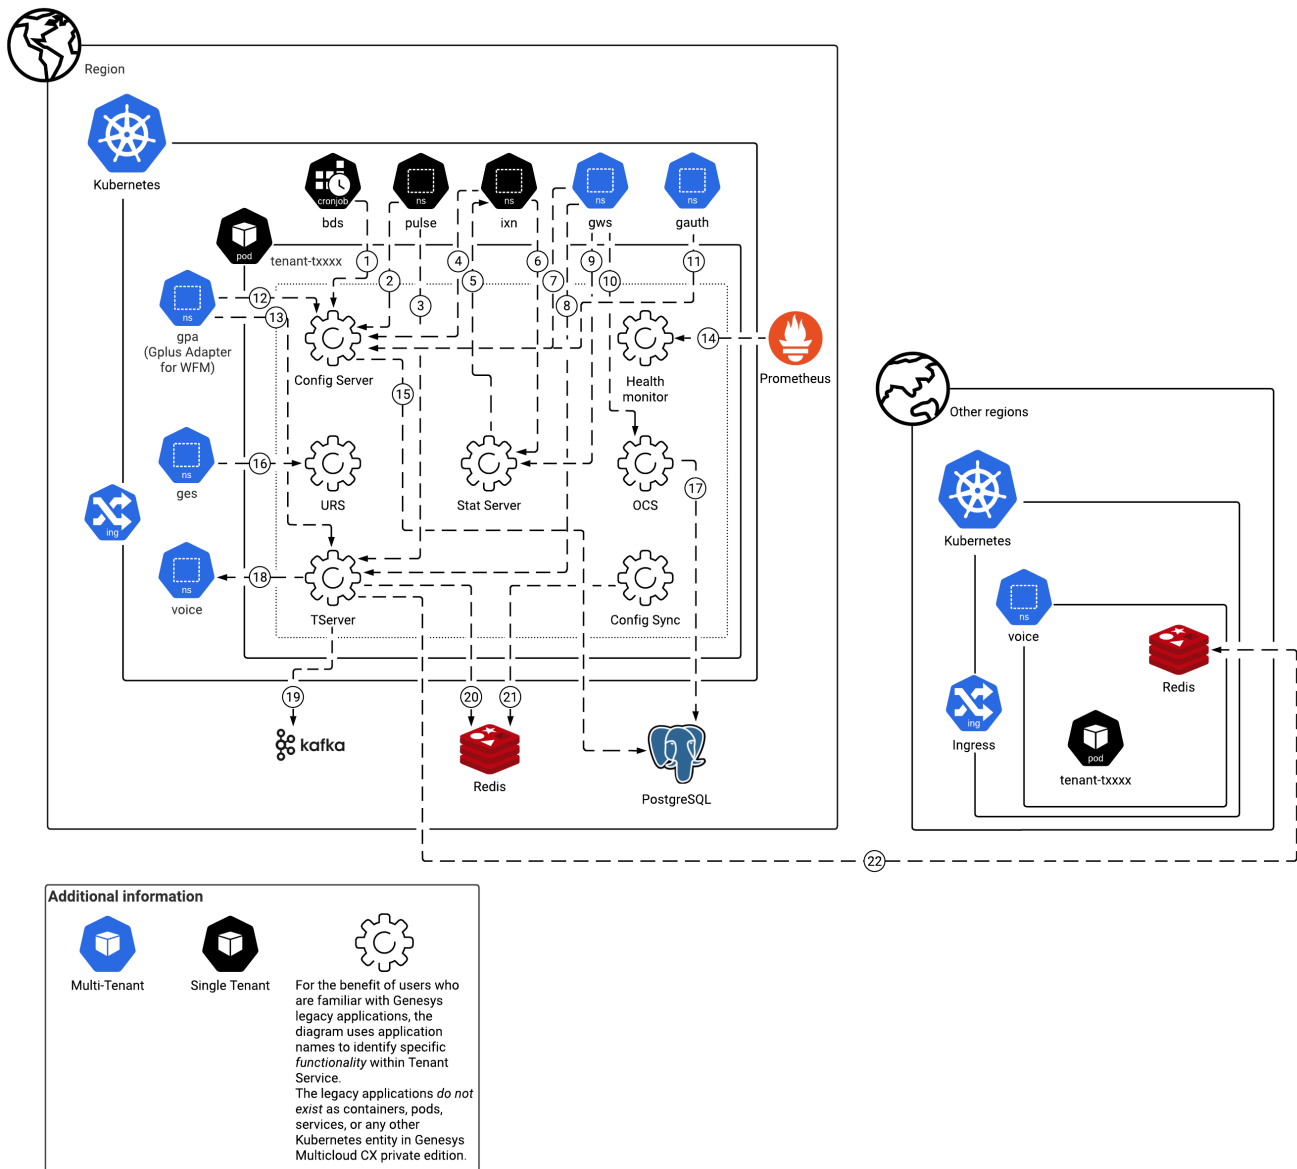 Region
Kubernetes
cronjob
bds
ns
pulse
ns
ixn
ns
gws
ns
gauth
pod
tenant-txxxx
1
2
3
4
5
6
7
8
9
10
11
12
13
ns
gpa
(Gplus Adapter
for WFM)
Config Server
14
Health
monitor
Prometheus
15
ns
ges
16
URS
Stat Server
OCS
17
ing
ns
voice
18
TServer
Config Sync
19
20
21
kafka
Redis
PostgreSQL
22
Other regions
Kubernetes
ns
voice
Redis
ing
Ingress
pod
tenant-txxxx
Additional information
Multi-Tenant
Single Tenant
For the benefit of users who
are familiar with Genesys
legacy applications, the
diagram uses application
names to identify specific
functionality within Tenant
Service.
The legacy applications do not
exist as containers, pods,
services, or any other
Kubernetes entity in Genesys
Multicloud CX private edition.